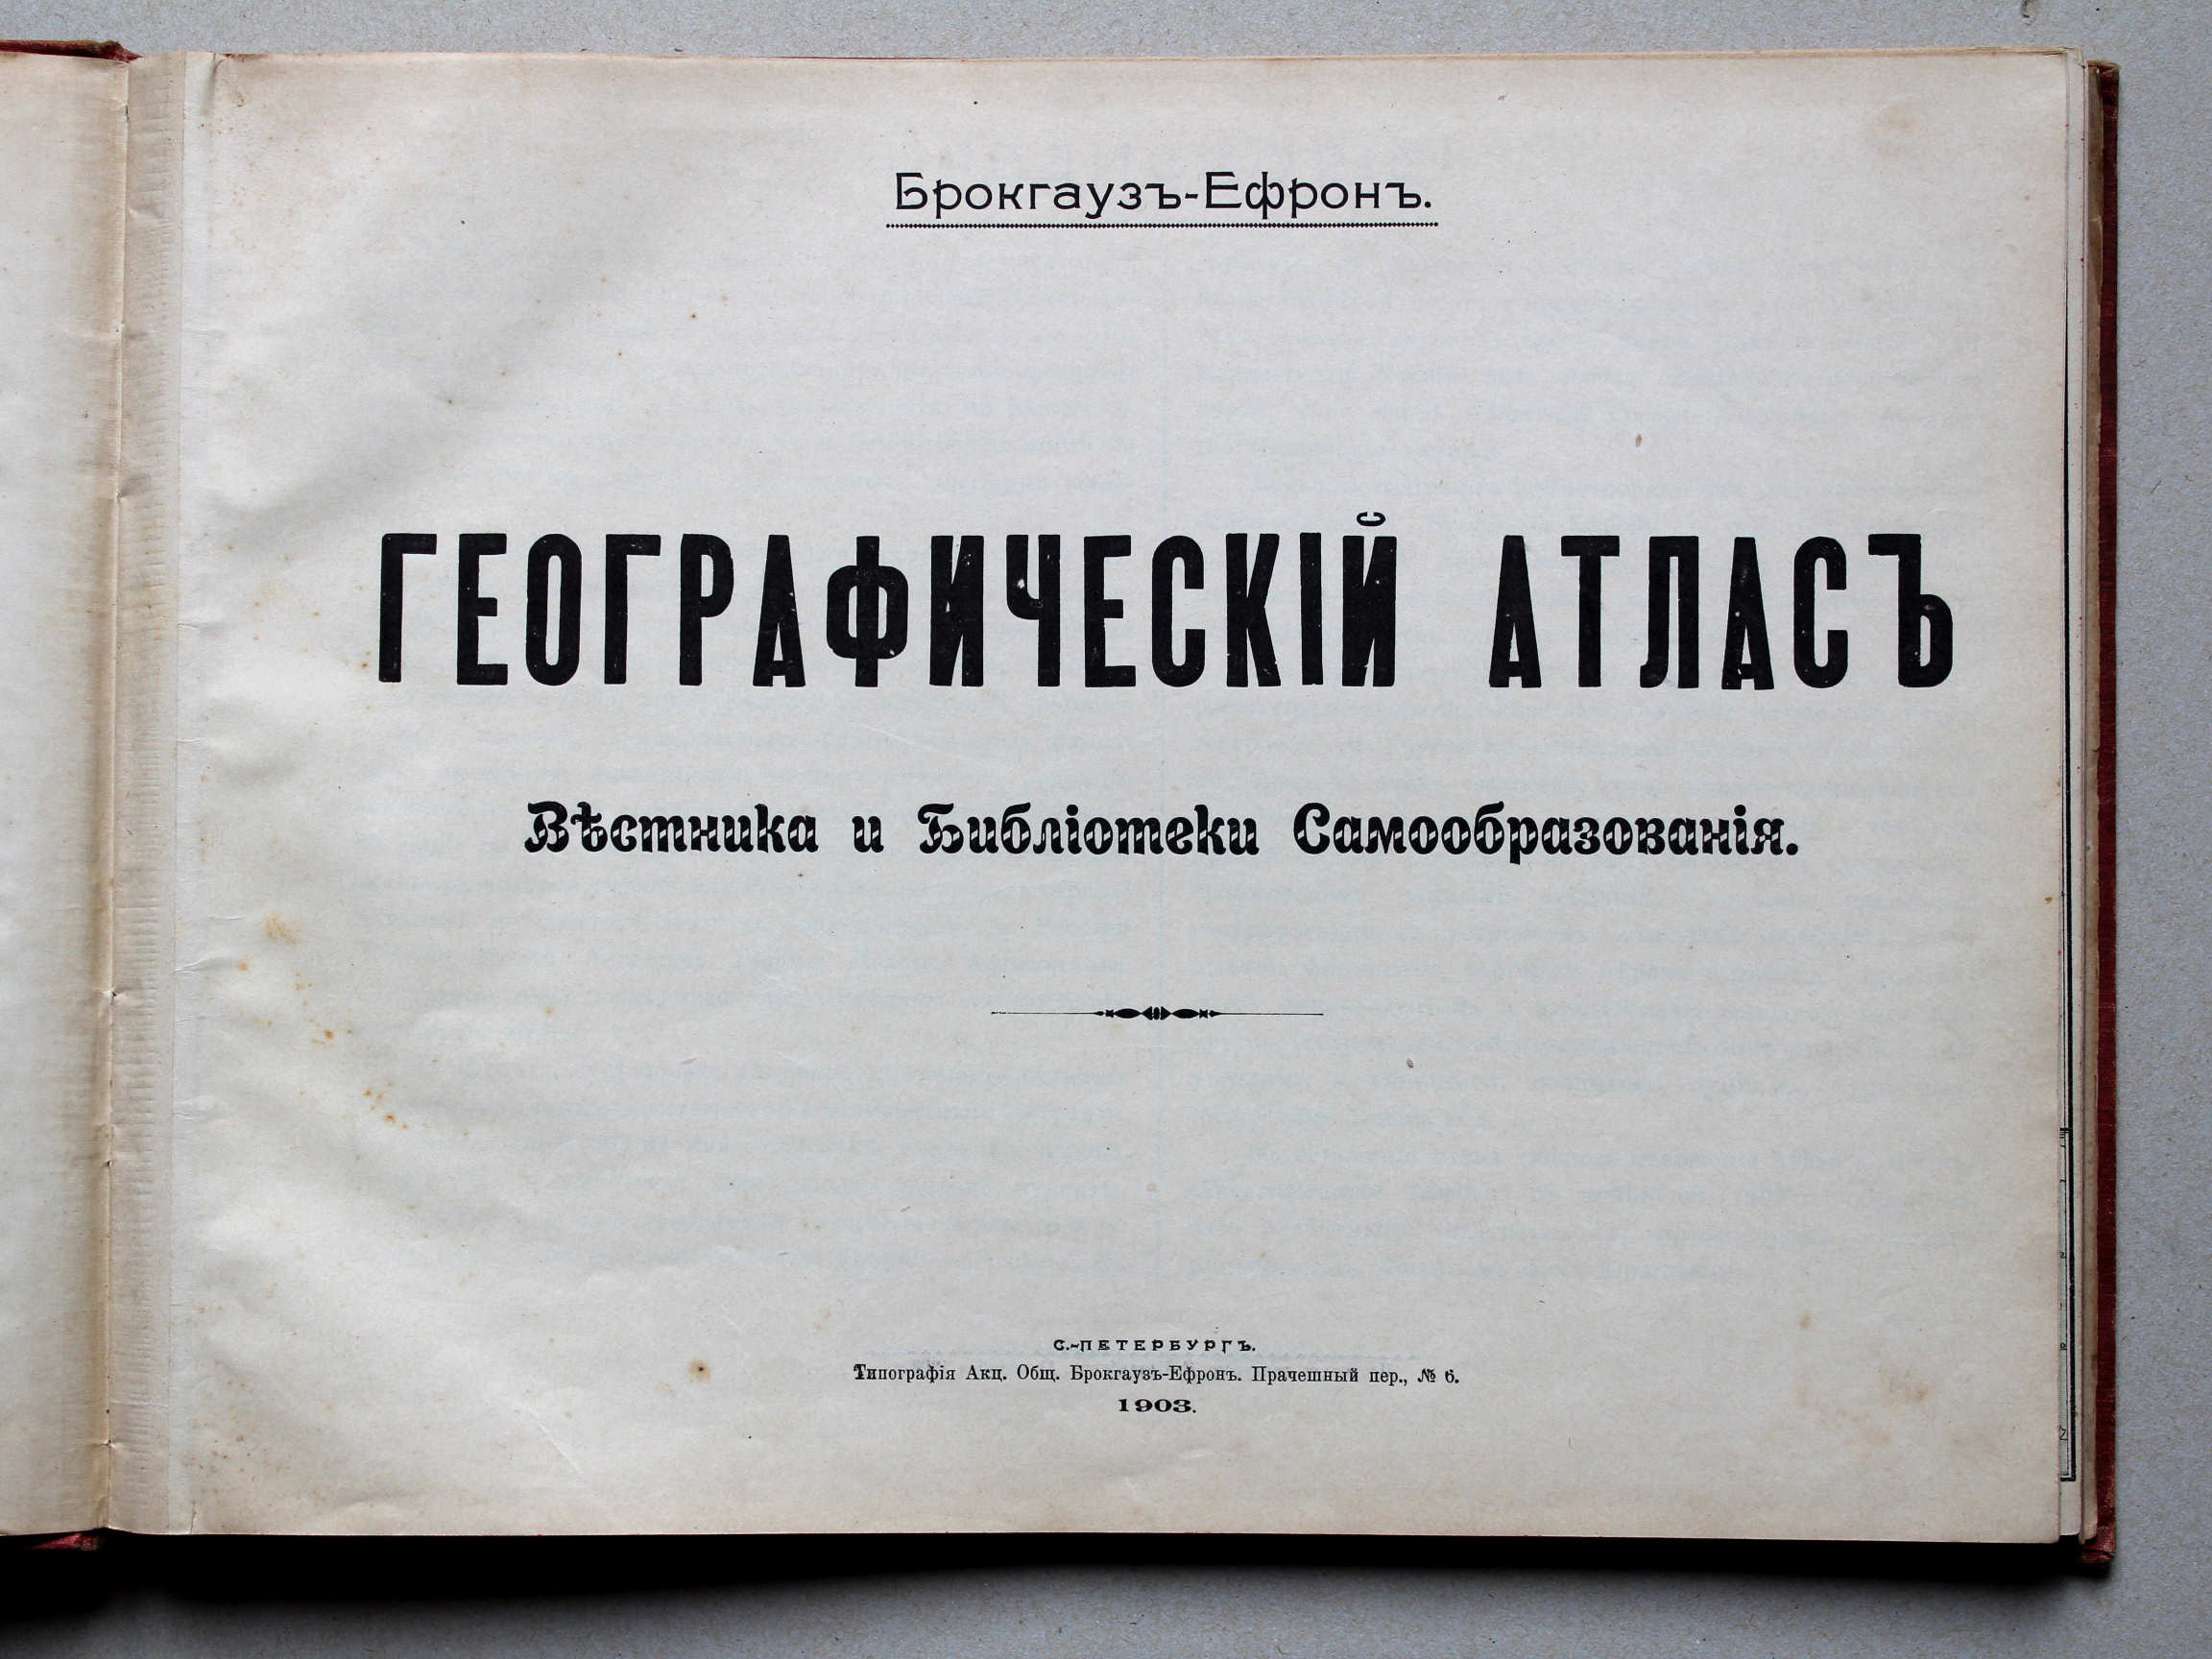 Брокгаузъ-Ефронъ.
ГЕОГРАФИЧЕСКІЙ АТЛАСЪ
Вѣстника и Библіотеки Самообразованія.
С.-ПЕТЕРБУРГЪ.
Типографія Акц. Общ. Брокгаузъ-Ефронъ. Прачешный пер., № 6.
1903.